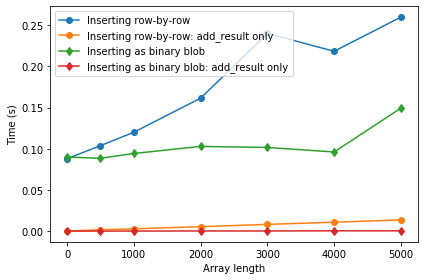 Inserting row-by-row
Inserting row-by-row: add_result only
Inserting as binary blob
Inserting as binary blob: add_result only
0.25
0.20
0.15
0.10
0.05
0.00
Time (s)
0
1000
2000
3000
4000
5000
Array length